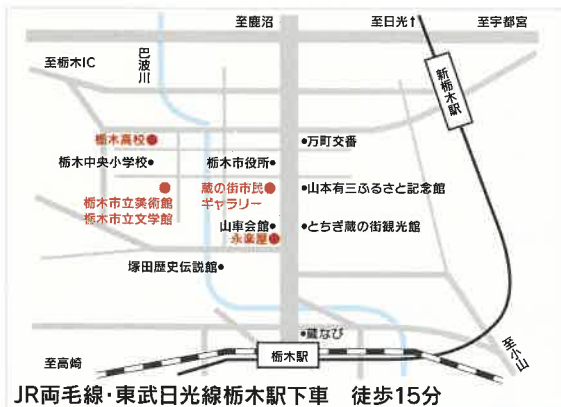 至鹿沼
至日光↑
至宇都宮
至栃木IC
巴波川
新栃木駅
栃木高校
万町交番
栃木中央小学校
栃木市役所
栃木市立美術館
栃木市立文学館
蔵の街市民
ギャラリー
山本有三ふるさと記念館
山車会館
とちぎ蔵の街観光館
永楽屋
塚田歴史伝説館
蔵なび
至小山
栃木駅
至高崎
JR両毛線・東武日光線栃木駅下車 徒歩15分